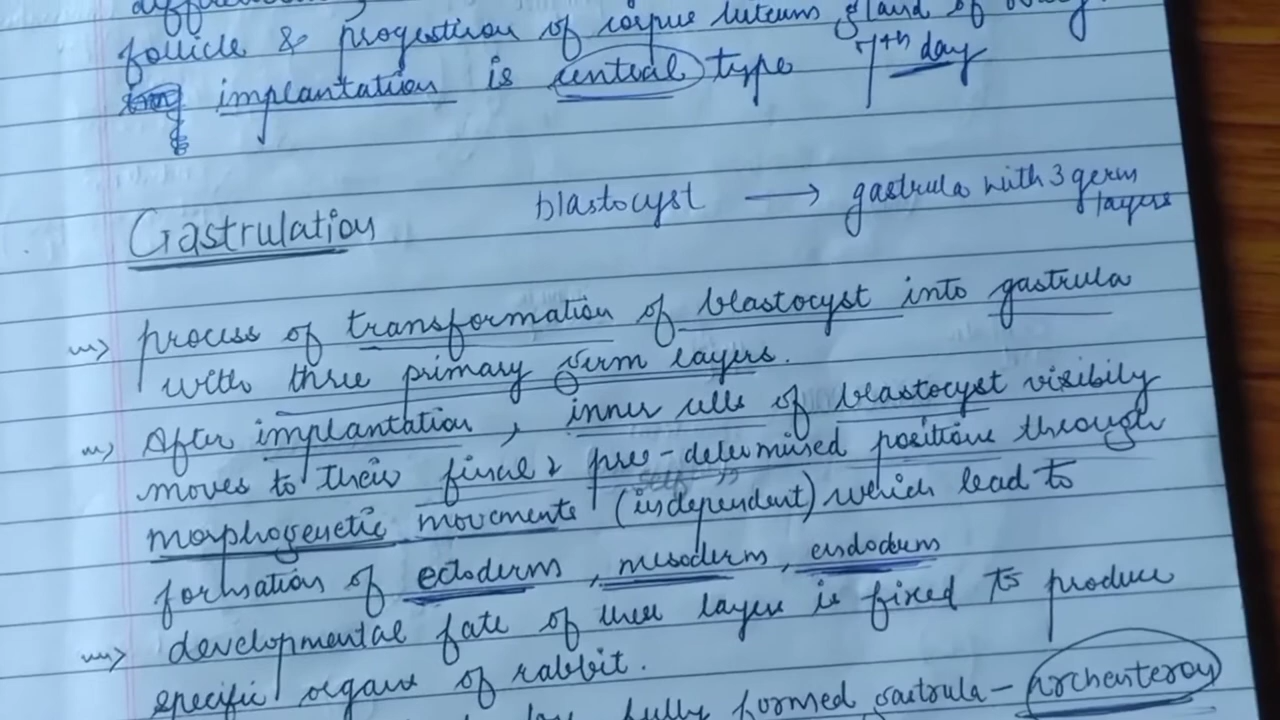 follicle & progestron of corpus luteum gland of
implantation is central type 7th day
blastocyst → gastrula with 3 germ
layers
Gastrulation
process of transformation of blastocyst into gastrula
with three primary germ layers.
After implantation, inner cells of blastocyst visibily
moves to their final & pre-determined positions through
"self"
morphogenetic movements (independent) which lead to
formation of ectoderm, mesoderm, endoderm
developmental fate of these layers is fixed to produce
specific organs of rabbit.
fully formed gastrula - archenteron